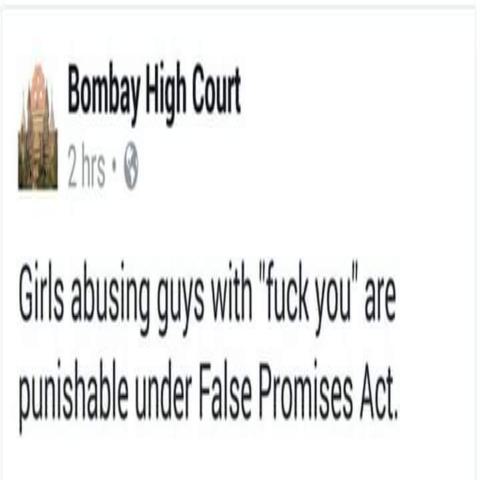 Bombay High Court
2 hrs •
Girls abusing guys with "fuck you" are
punishable under False Promises Act.